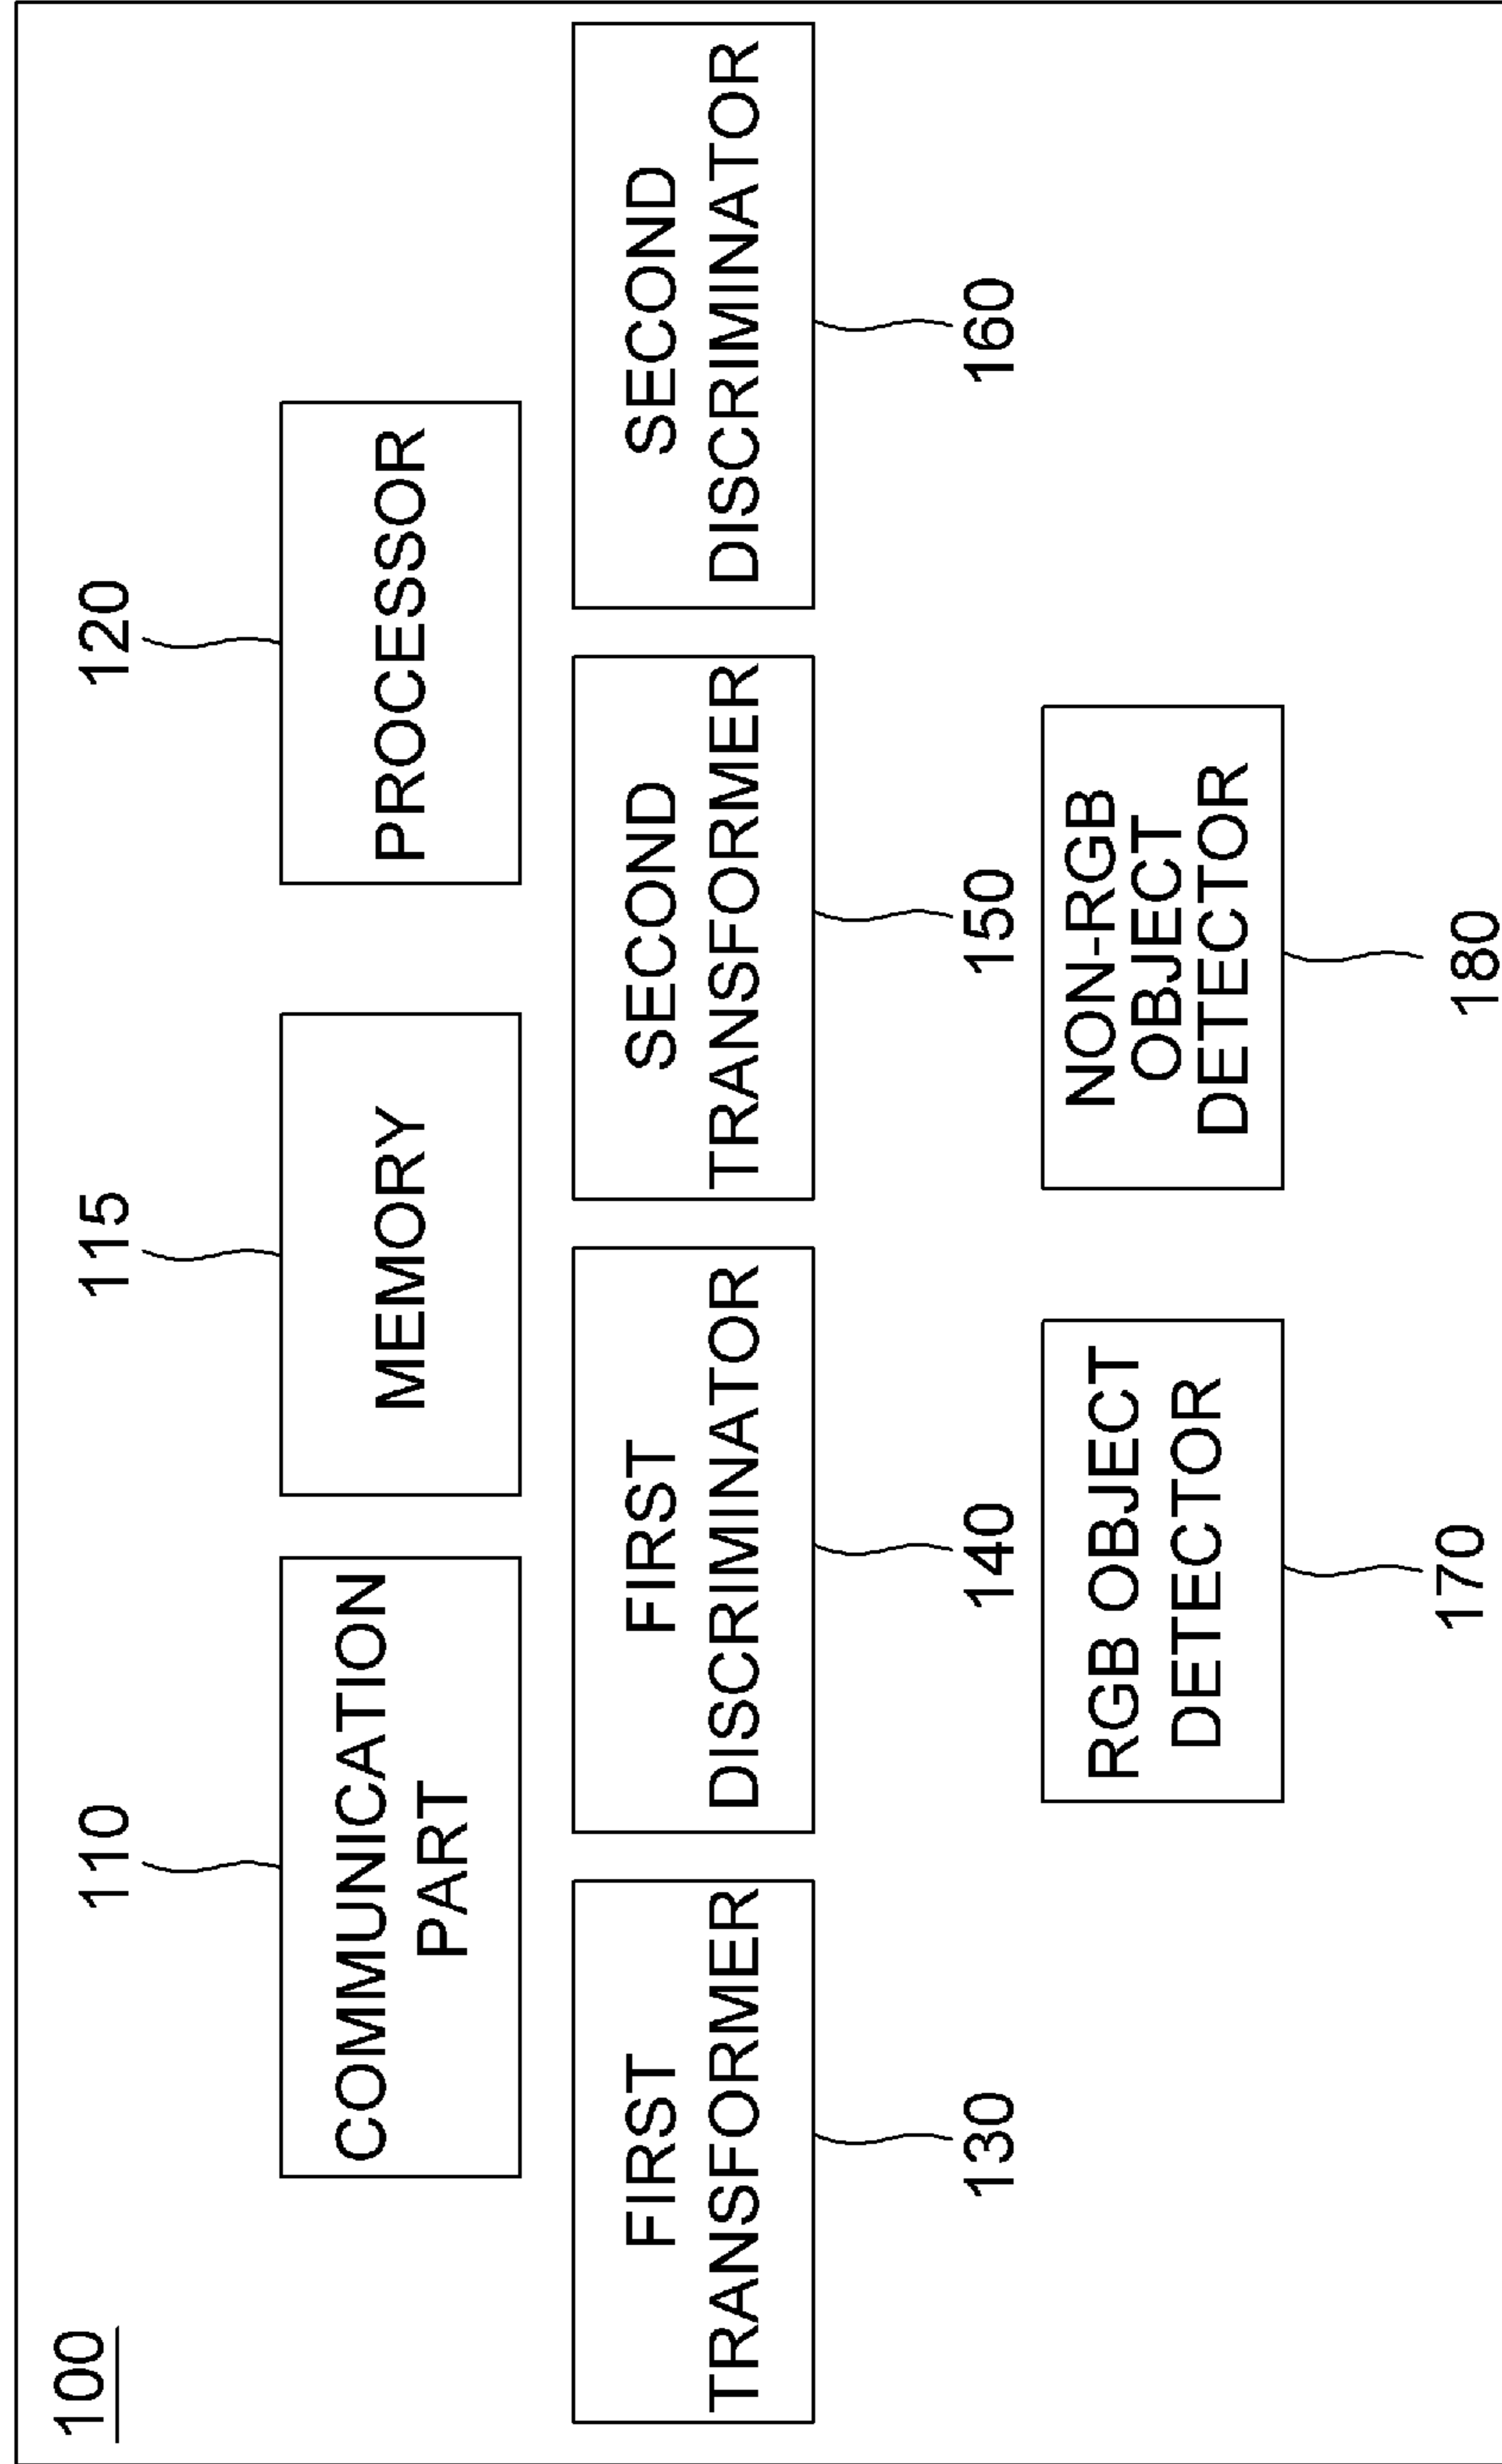 100
110
115
120
COMMUNICATION
PART
MEMORY
PROCESSOR
FIRST
TRANSFORMER
FIRST
DISCRIMINATOR
SECOND
TRANSFORMER
SECOND
DISCRIMINATOR
130
140
150
160
RGB OBJECT
DETECTOR
NON-RGB
OBJECT
DETECTOR
170
180